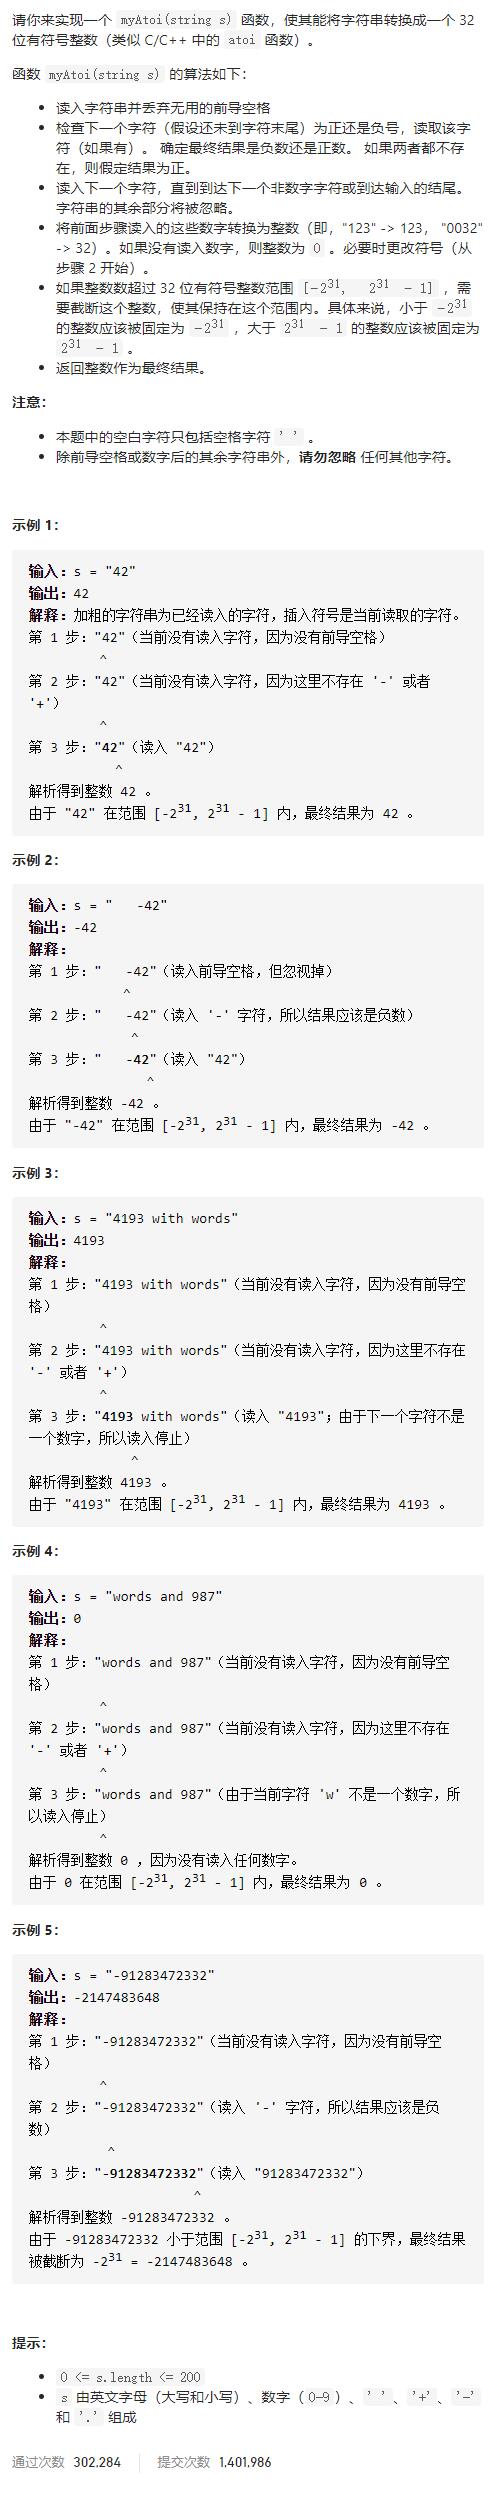 请你来实现一个 myAtoi(string s) 函数，使其能将字符串转换成一个 32
位有符号整数（类似 C/C++ 中的 atoi 函数）。
函数 myAtoi(string s) 的算法如下：
• 读入字符串并丢弃无用的前导空格
• 检查下一个字符（假设还未到字符末尾）为正还是负号，读取该字
符（如果有）。 确定最终结果是负数还是正数。 如果两者都不存
在，则假定结果为正。
• 读入下一个字符，直到到达下一个非数字字符或到达输入的结尾。
字符串的其余部分将被忽略。
• 将前面步骤读入的这些数字转换为整数（即，"123" -> 123， "0032"
-> 32）。如果没有读入数字，则整数为 0 。必要时更改符号（从
步骤 2 开始）。
• 如果整数数超过 32 位有符号整数范围 [−2³¹,  2³¹ − 1] ，需
要截断这个整数，使其保持在这个范围内。具体来说，小于 −2³¹
的整数应该被固定为 −2³¹ ，大于 2³¹ − 1 的整数应该被固定为
2³¹ − 1 。
• 返回整数作为最终结果。
注意：
• 本题中的空白字符只包括空格字符 ' ' 。
• 除前导空格或数字后的其余字符串外，请勿忽略 任何其他字符。
示例 1：
输入：s = "42"
输出：42
解释：加粗的字符串为已经读入的字符，插入符号是当前读取的字符。
第 1 步："42"（当前没有读入字符，因为没有前导空格）
^
第 2 步："42"（当前没有读入字符，因为这里不存在 '-' 或者
'+'）
^
第 3 步："42"（读入 "42"）
^
解析得到整数 42 。
由于 "42" 在范围 [-2³¹, 2³¹ - 1] 内，最终结果为 42 。
示例 2：
输入：s = "   -42"
输出：-42
解释：
第 1 步："   -42"（读入前导空格，但忽视掉）
^
第 2 步："   -42"（读入 '-' 字符，所以结果应该是负数）
^
第 3 步："   -42"（读入 "42"）
^
解析得到整数 -42 。
由于 "-42" 在范围 [-2³¹, 2³¹ - 1] 内，最终结果为 -42 。
示例 3：
输入：s = "4193 with words"
输出：4193
解释：
第 1 步："4193 with words"（当前没有读入字符，因为没有前导空
格）
^
第 2 步："4193 with words"（当前没有读入字符，因为这里不存在
'-' 或者 '+'）
^
第 3 步："4193 with words"（读入 "4193"；由于下一个字符不是
一个数字，所以读入停止）
^
解析得到整数 4193 。
由于 "4193" 在范围 [-2³¹, 2³¹ - 1] 内，最终结果为 4193 。
示例 4：
输入：s = "words and 987"
输出：0
解释：
第 1 步："words and 987"（当前没有读入字符，因为没有前导空
格）
^
第 2 步："words and 987"（当前没有读入字符，因为这里不存在
'-' 或者 '+'）
^
第 3 步："words and 987"（由于当前字符 'w' 不是一个数字，所
以读入停止）
^
解析得到整数 0 ，因为没有读入任何数字。
由于 0 在范围 [-2³¹, 2³¹ - 1] 内，最终结果为 0 。
示例 5：
输入：s = "-91283472332"
输出：-2147483648
解释：
第 1 步："-91283472332"（当前没有读入字符，因为没有前导空
格）
^
第 2 步："-91283472332"（读入 '-' 字符，所以结果应该是负
数）
^
第 3 步："-91283472332"（读入 "91283472332"）
^
解析得到整数 -91283472332 。
由于 -91283472332 小于范围 [-2³¹, 2³¹ - 1] 的下界，最终结果
被截断为 -2³¹ = -2147483648 。
提示：
• 0 <= s.length <= 200
• s 由英文字母（大写和小写）、数字（0-9）、' '、'+'、'-'
和 '.' 组成
通过次数 302,284 提交次数 1,401,986